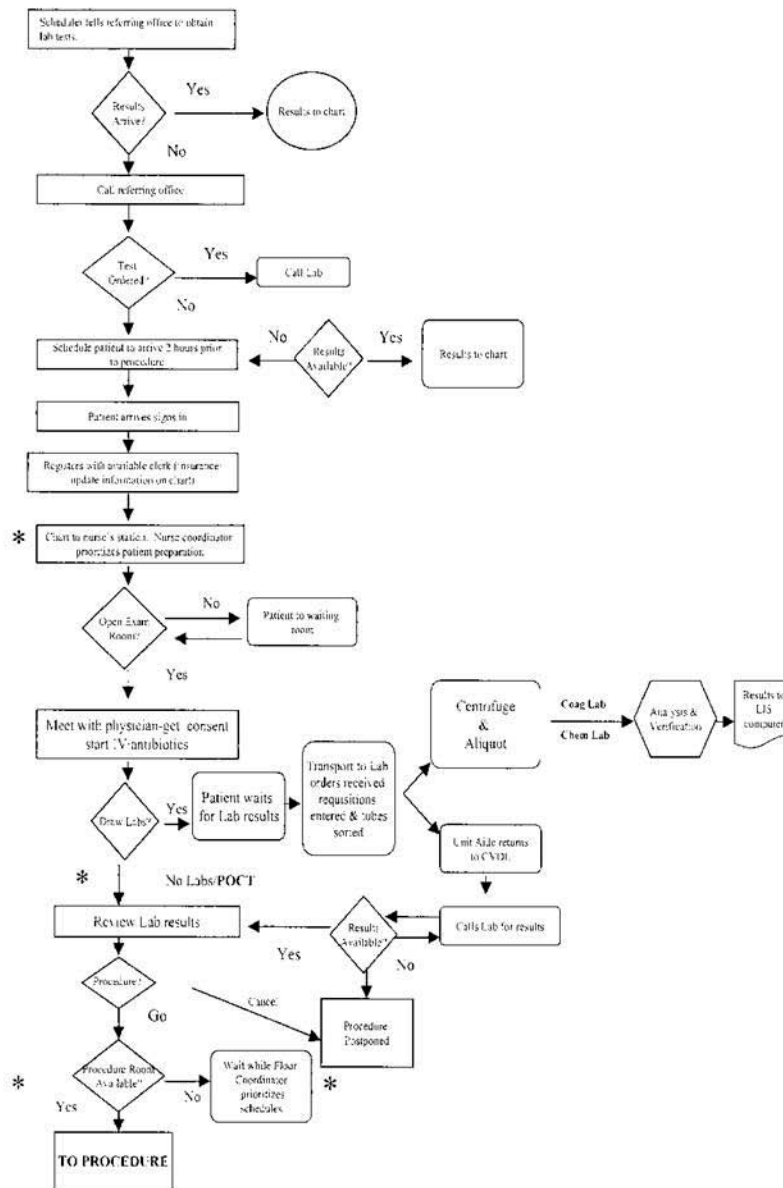 Scheduler tells referring office to obtain
lab tests.
Results
Arrive?
Yes
Results to chart
No
Call referring office
Test
Ordered?
Yes
Call Lab
No
Schedule patient to arrive 2 hours prior
to procedure
No
Results
Available?
Yes
Results to chart
Patient arrives signs in
Registers with available clerk (insurance
update information on chart)
* Chart to nurse's station. Nurse coordinator
prioritizes patient preparation
Open Exam
Room?
No
Patient to waiting
room
Yes
Meet with physician-get consent
start IV-antibiotics
Centrifuge
&
Aliquot
Coag Lab
Chem Lab
Analysis &
Verification
Results to
LIS
computer
Draw Labs?
Yes
Patient waits
for Lab results
Transport to Lab
orders received
requisitions
entered & tubes
sorted
Unit Aide returns
to CVDL
*
No Labs/POCT
Review Lab results
Yes
Results
Available?
No
Calls Lab for results
Procedure?
Cancel
Procedure
Postponed
Go
*
Procedure Room
Available?
No
Wait while Floor
Coordinator
prioritizes
schedules
*
Yes
TO PROCEDURE